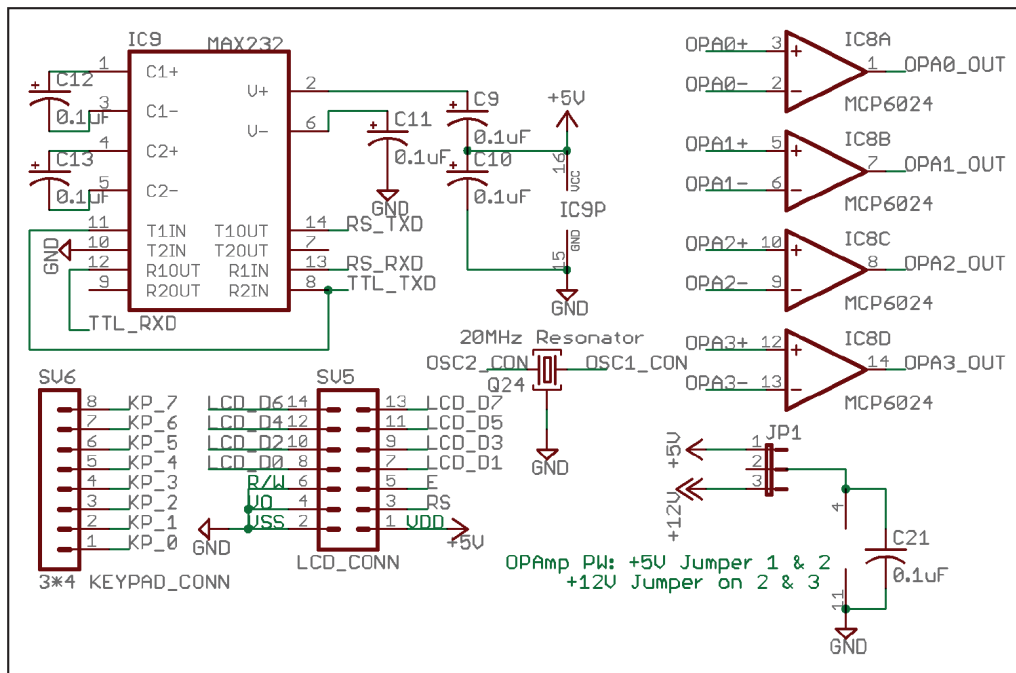 IC9
MAX232
1 C1+
3 C1-
4 C2+
5 C2-
11 T1IN
10 T2IN
12 R1OUT
9 R2OUT
V+ 2
V- 6
T1OUT 14
T2OUT 7
R1IN 13
R2IN 8
C12
0.1uF
C13
0.1uF
GND
TTL_RXD
RS_TXD
RS_RXD
TTL_TXD
C11
0.1uF
GND
C9
0.1uF
C10
0.1uF
+5V
16
VCC
IC9P
GND
15
GND
OPA0+ 3
OPA0- 2
IC8A
1 OPA0_OUT
MCP6024
OPA1+ 5
OPA1- 6
IC8B
7 OPA1_OUT
MCP6024
OPA2+ 10
OPA2- 9
IC8C
8 OPA2_OUT
MCP6024
OPA3+ 12
OPA3- 13
IC8D
14 OPA3_OUT
MCP6024
20MHz Resonator
OSC2_CON
OSC1_CON
Q24
GND
SV6
8 KP_7
7 KP_6
6 KP_5
5 KP_4
4 KP_3
3 KP_2
2 KP_1
1 KP_0
3*4 KEYPAD_CONN
SV5
LCD_D6 14
13 LCD_D7
LCD_D4 12
11 LCD_D5
LCD_D2 10
9 LCD_D3
LCD_D0 8
7 LCD_D1
R/W 6
5 E
VO 4
3 RS
VSS 2
1 VDD
GND
+5V
LCD_CONN
JP1
+5V
1
2
3
+12V
4
11
C21
0.1uF
GND
OPAmp PW: +5V Jumper 1 & 2
+12V Jumper on 2 & 3